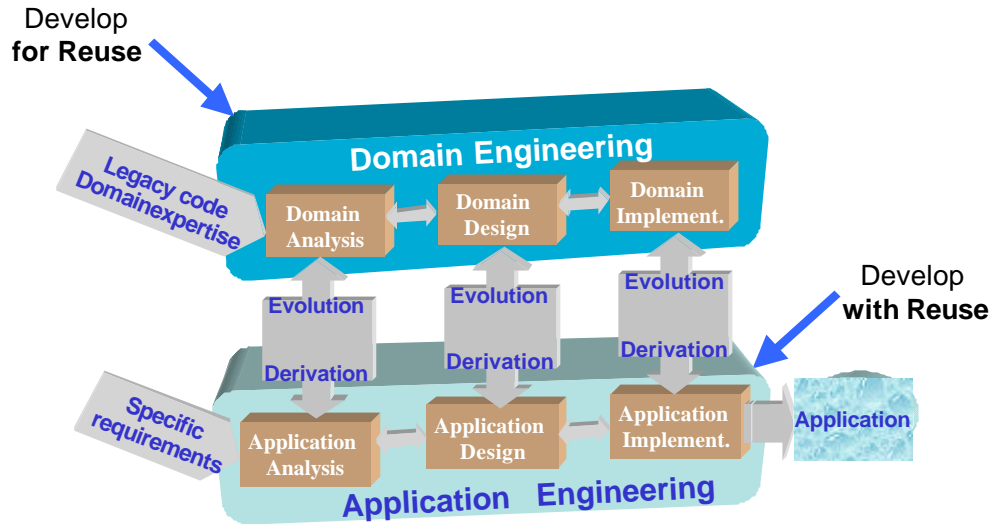 Develop
for Reuse
Domain Engineering
Legacy code
Domainexpertise
Domain
Analysis
Domain
Design
Domain
Implement.
Evolution
Evolution
Evolution
Develop
with Reuse
Derivation
Derivation
Derivation
Specific
requirements
Application
Analysis
Application
Design
Application
Implement.
Application
Application Engineering